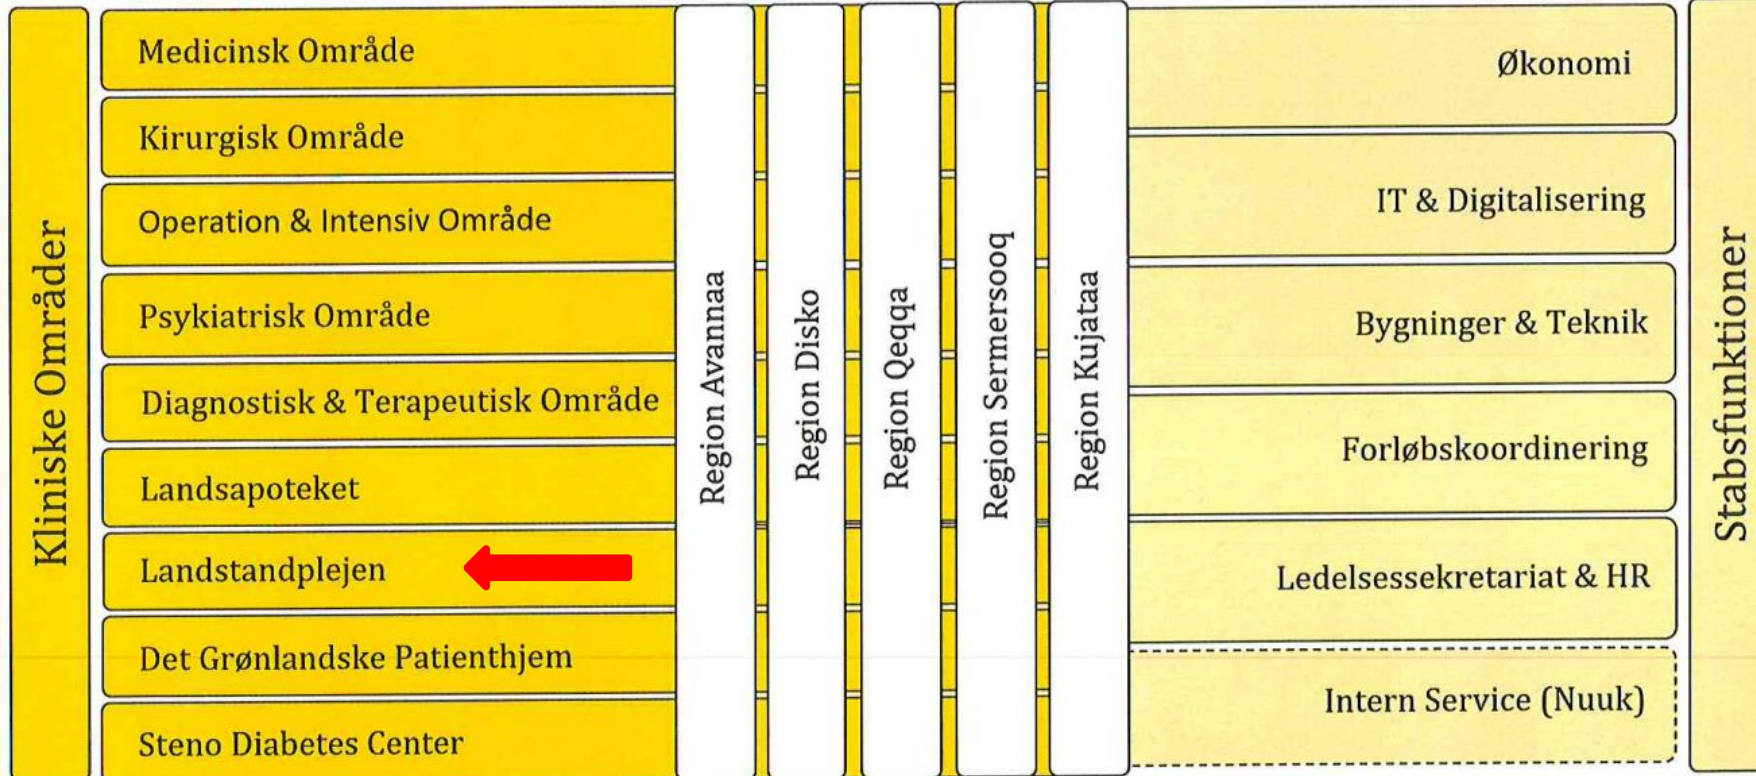 Kliniske Områder
Medicinsk Område
Kirurgisk Område
Operation & Intensiv Område
Psykiatrisk Område
Diagnostisk & Terapeutisk Område
Landsapoteket
Landstandplejen
Det Grønlandske Patienthjem
Steno Diabetes Center
Region Avannaa
Region Disko
Region Qeqqa
Region Sermersooq
Region Kujataa
Økonomi
IT & Digitalisering
Bygninger & Teknik
Forløbskoordinering
Ledelsessekretariat & HR
Intern Service (Nuuk)
Stabsfunktioner